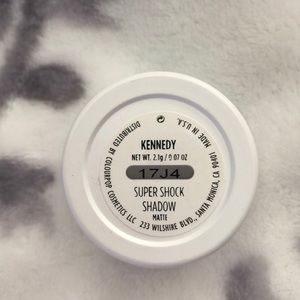 KENNEDY
NET WT. 2.1g / 0.07 OZ
17J4
SUPER SHOCK
SHADOW
MATTE
DISTRIBUTED BY COLOURPOP COSMETICS LLC 233 WILSHIRE BLVD., SANTA MONICA, CA 90401
MADE IN U.S.A.